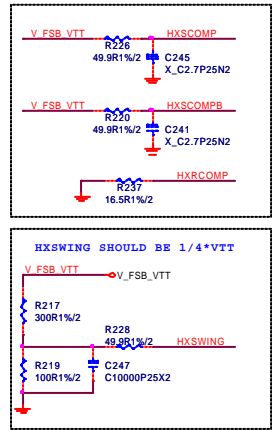 V_FSB_VTT
HXSCOMP
R226
49.9R1%/2
C245
X_C2.7P25N2
V_FSB_VTT
HXSCOMPB
R220
49.9R1%/2
C241
X_C2.7P25N2
HXRCOMP
R237
16.5R1%/2
HXSWING SHOULD BE 1/4*VTT
V_FSB_VTT
V_FSB_VTT
R217
300R1%/2
R228
49.9R1%/2
HXSWING
R219
100R1%/2
C247
C10000P25X2